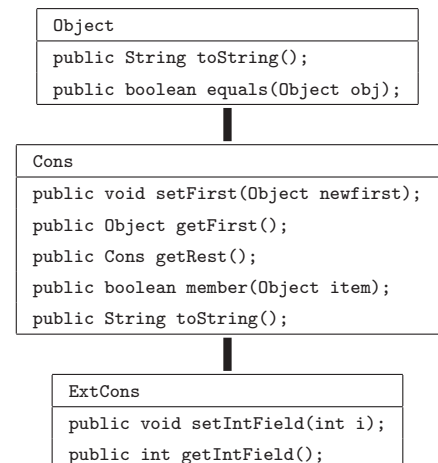 Object
public String toString();
public boolean equals(Object obj);
Cons
public void setFirst(Object newfirst);
public Object getFirst();
public Cons getRest();
public boolean member(Object item);
public String toString();
ExtCons
public void setIntField(int i);
public int getIntField();